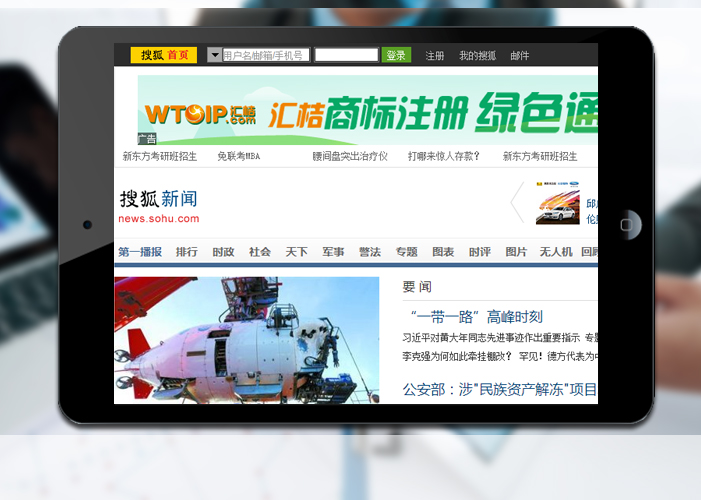 搜狐 首页 用户名/邮箱/手机号 登录 注册 我的搜狐 邮件
WTOIP汇桔.com 汇桔商标注册 绿色通
广告
新东方考研班招生 免联考MBA 腰间盘突出治疗仪 打哪来惊人存款? 新东方考研班招生
搜狐 新闻
news.sohu.com
第一播报 排行 时政 社会 天下 军事 警法 专题 图表 时评 图片 无人机 回顾
要闻
“一带一路”高峰时刻
习近平对黄大年同志先进事迹作出重要指示 专题
李克强为何如此牵挂棚改? 罕见!德方代表为中
公安部:涉"民族资产解冻"项目